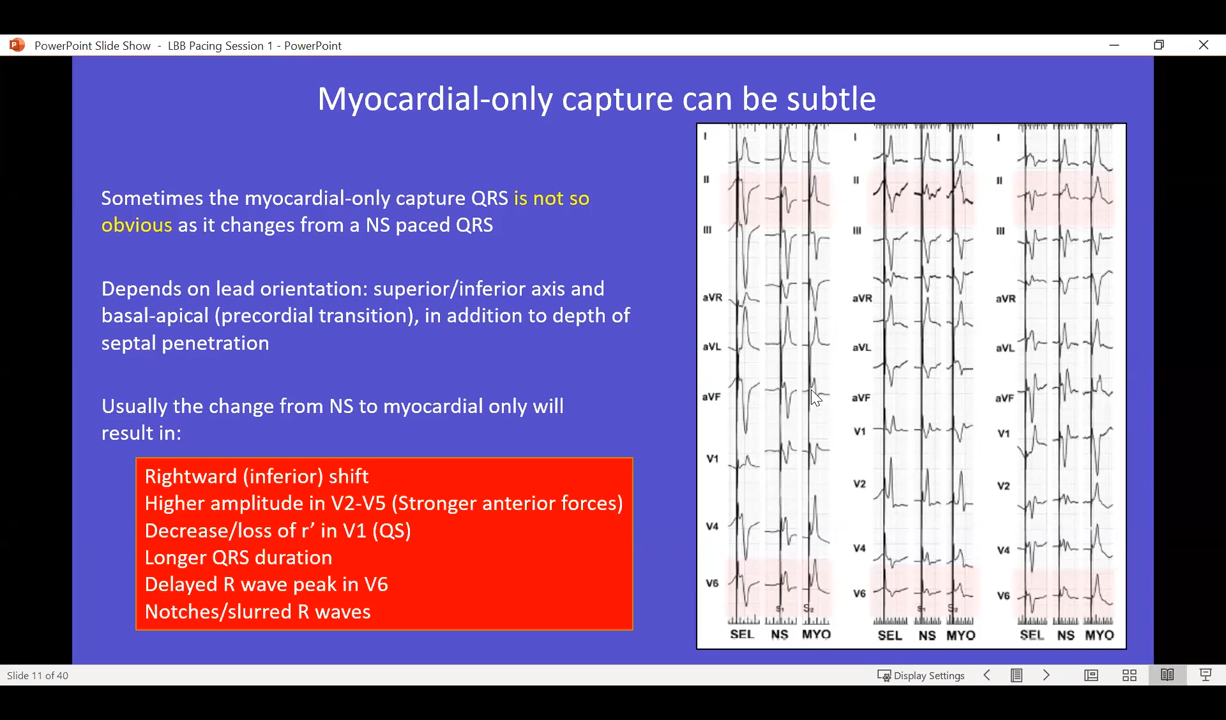 PowerPoint Slide Show - LBB Pacing Session 1 - PowerPoint
Myocardial-only capture can be subtle
Sometimes the myocardial-only capture QRS is not so
obvious as it changes from a NS paced QRS
Depends on lead orientation: superior/inferior axis and
basal-apical (precordial transition), in addition to depth of
septal penetration
Usually the change from NS to myocardial only will
result in:
Rightward (inferior) shift
Higher amplitude in V2-V5 (Stronger anterior forces)
Decrease/loss of r’ in V1 (QS)
Longer QRS duration
Delayed R wave peak in V6
Notches/slurred R waves
I
II
III
aVR
aVL
aVF
V1
V4
V6
S1 S2
SEL NS MYO
I
II
III
aVR
aVL
aVF
V1
V2
V4
V6
S1 S2
SEL NS MYO
I
II
III
aVR
aVL
aVF
V1
V2
V4
V6
SEL NS MYO
Slide 11 of 40
Display Settings